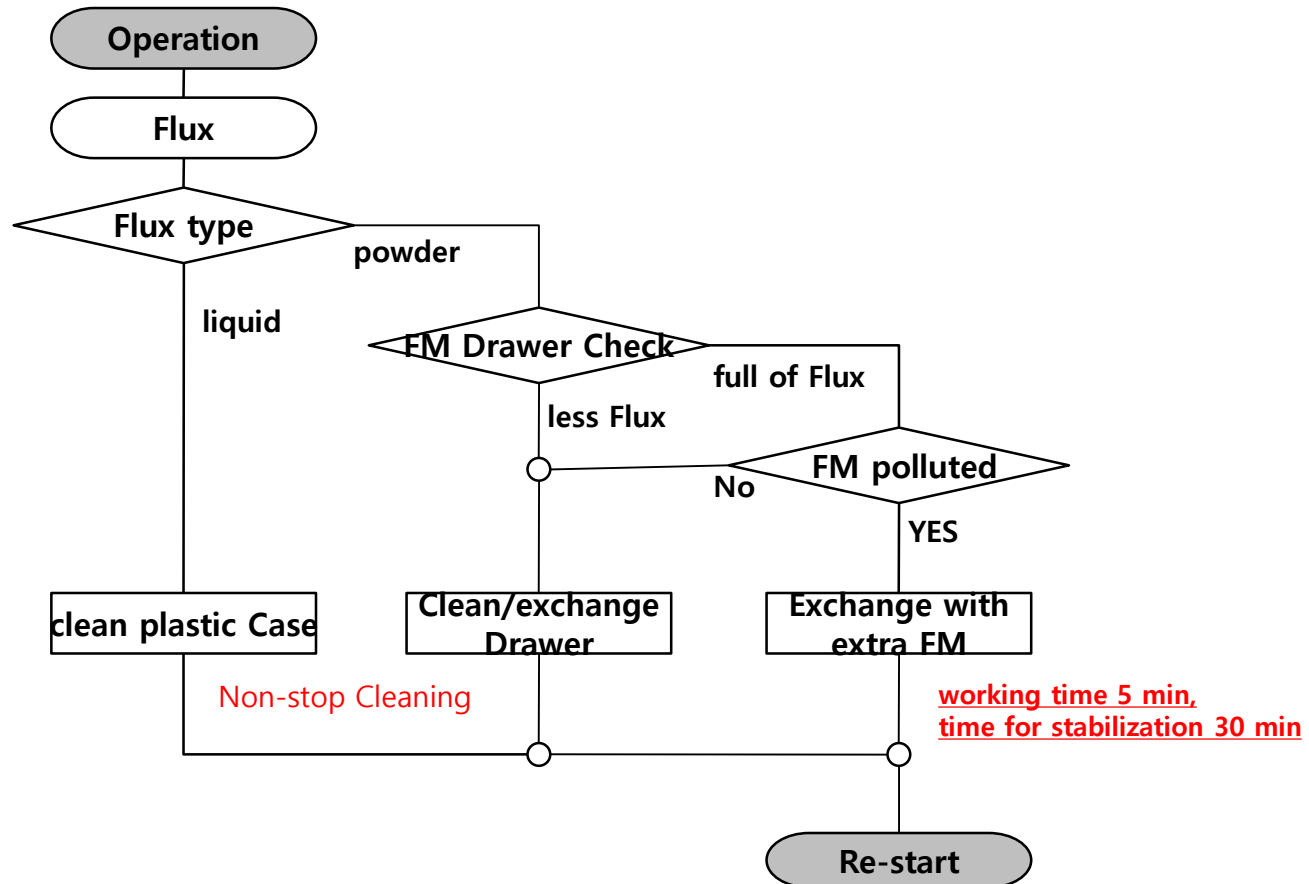 Operation
Flux
Flux type
powder
liquid
FM Drawer Check
full of Flux
less Flux
FM polluted
No
YES
clean plastic Case
Clean/exchange
Drawer
Exchange with
extra FM
Non-stop Cleaning
working time 5 min,
time for stabilization 30 min
Re-start